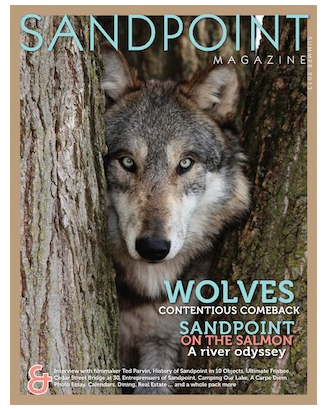 SANDPOINT
MAGAZINE
SUMMER 2013
WOLVES
CONTENTIOUS COMEBACK
SANDPOINT
ON THE SALMON
A river odyssey
&
Interview with filmmaker Ted Parvin, History of Sandpoint in 10 Objects, Ultimate Frisbee,
Cedar Street Bridge at 30, Entrepreneurs of Sandpoint, Camping Our Lake, A Carpe Diem
Photo Essay, Calendars, Dining, Real Estate ... and a whole pack more